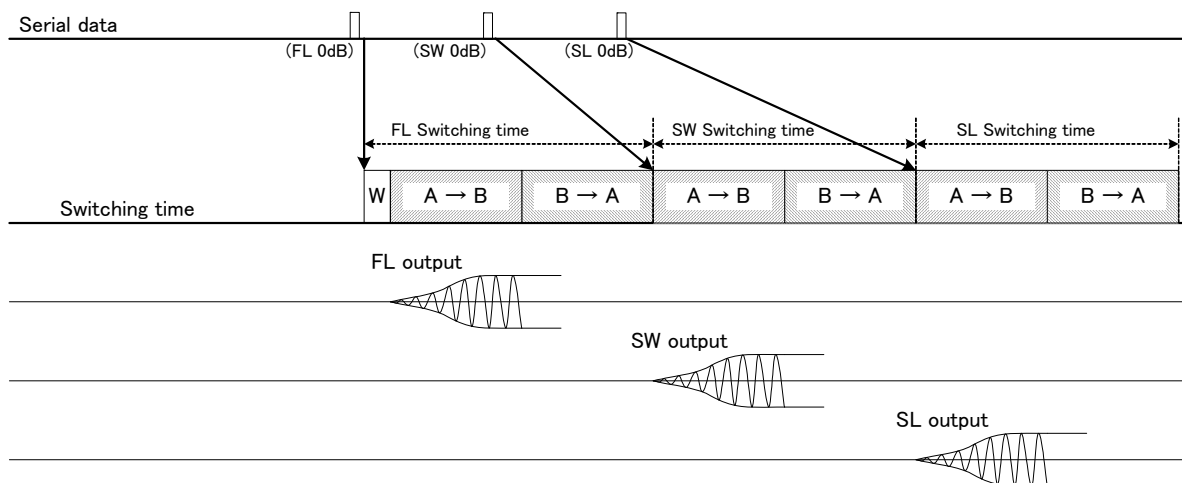 Serial data
(FL 0dB) (SW 0dB) (SL 0dB)
FL Switching time SW Switching time SL Switching time
Switching time W A → B B → A A → B B → A A → B B → A
FL output
SW output
SL output